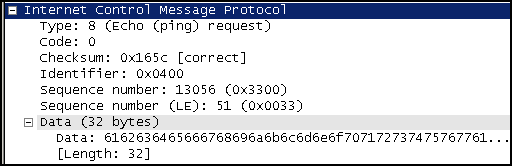 Internet Control Message Protocol
Type: 8 (Echo (ping) request)
Code: 0
Checksum: 0x165c [correct]
Identifier: 0x0400
Sequence number: 13056 (0x3300)
Sequence number (LE): 51 (0x0033)
Data (32 bytes)
Data: 6162636465666768696a6b6c6d6e6f707172737475767761...
[Length: 32]